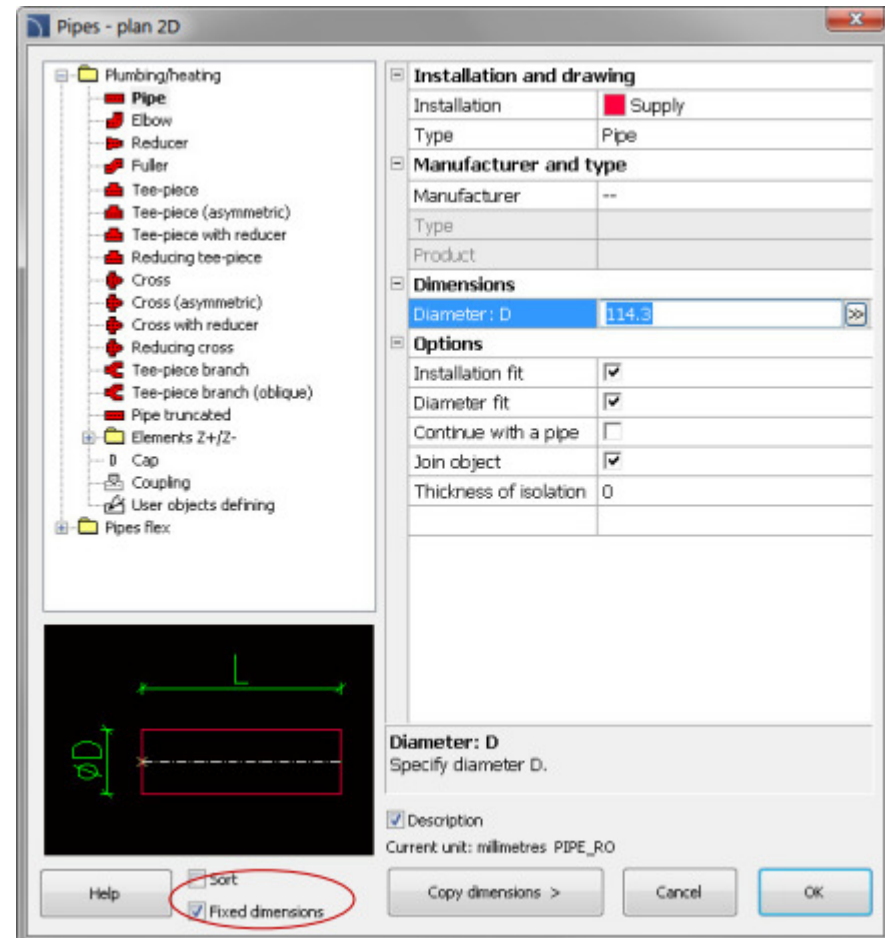 Pipes - plan 2D
Plumbing/heating
Pipe
Elbow
Reducer
Fuller
Tee-piece
Tee-piece (asymmetric)
Tee-piece with reducer
Reducing tee-piece
Cross
Cross (asymmetric)
Cross with reducer
Reducing cross
Tee-piece branch
Tee-piece branch (oblique)
Pipe truncated
Elements Z+/Z-
Cap
Coupling
User objects defining
Pipes flex
Installation and drawing
Installation Supply
Type Pipe
Manufacturer and type
Manufacturer --
Type
Product
Dimensions
Diameter: D 114.3 >>
Options
Installation fit
Diameter fit
Continue with a pipe
Join object
Thickness of isolation 0
L
ØD
Diameter: D
Specify diameter D.
Description
Current unit: milimetres PIPE_RO
Help
Sort
Fixed dimensions
Copy dimensions >
Cancel
OK